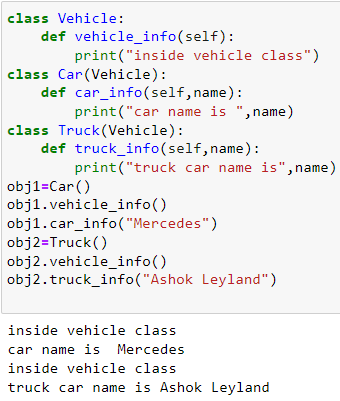 class Vehicle:
    def vehicle_info(self):
        print("inside vehicle class")
class Car(Vehicle):
    def car_info(self,name):
        print("car name is ",name)
class Truck(Vehicle):
    def truck_info(self,name):
        print("truck car name is",name)
obj1=Car()
obj1.vehicle_info()
obj1.car_info("Mercedes")
obj2=Truck()
obj2.vehicle_info()
obj2.truck_info("Ashok Leyland")
inside vehicle class
car name is  Mercedes
inside vehicle class
truck car name is Ashok Leyland